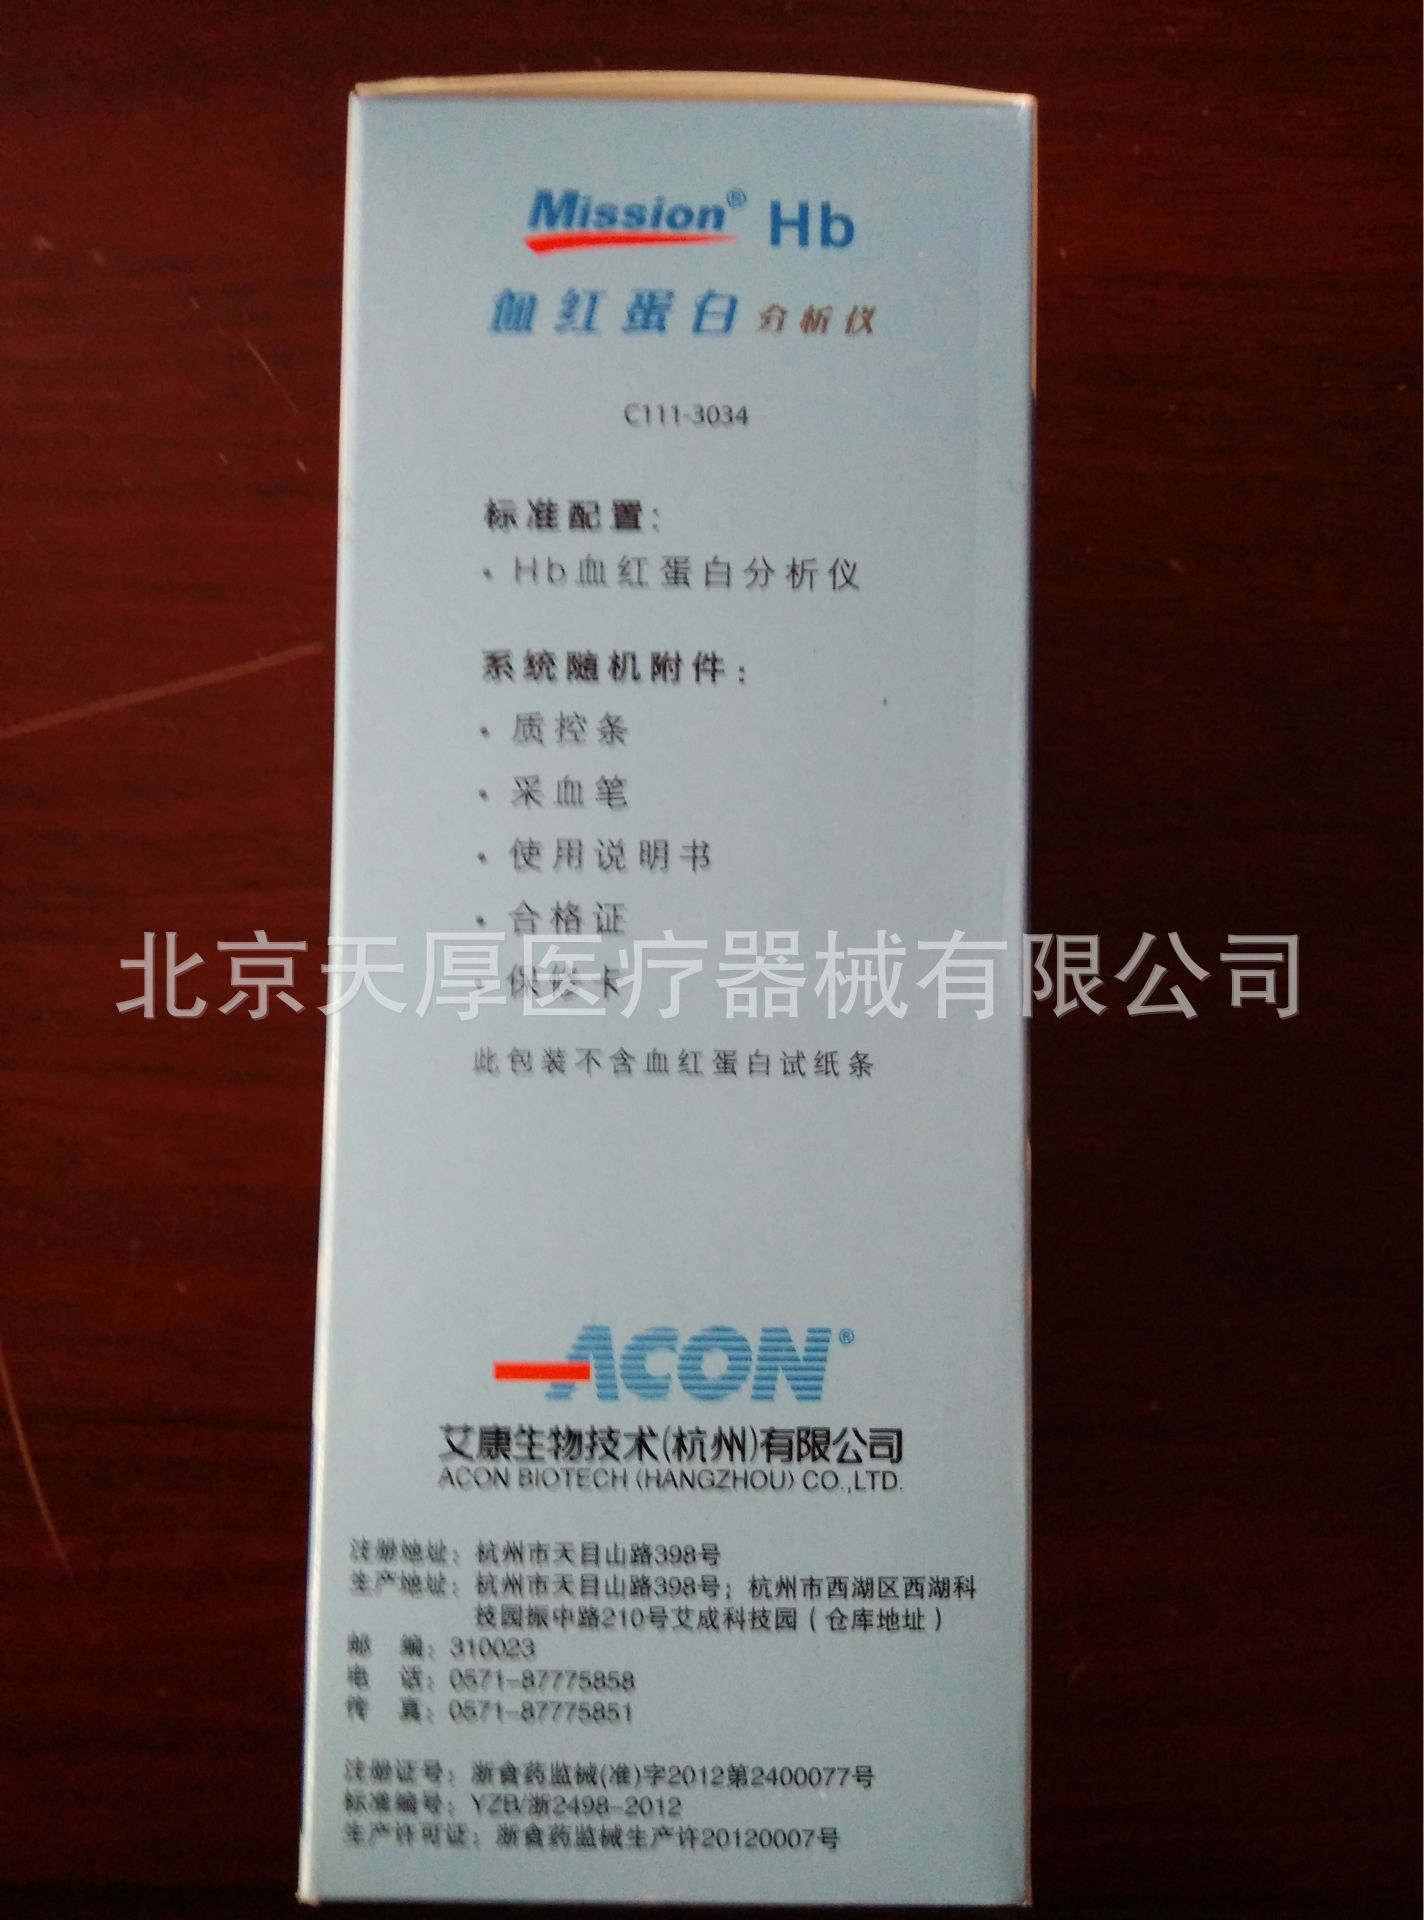 Mission® Hb
血红蛋白分析仪
C111-3034
标准配置：
·Hb血红蛋白分析仪
系统随机附件：
·质控条
·采血笔
·使用说明书
·合格证
北京天厚医疗器械有限公司
·保修卡
此包装不含血红蛋白试纸条
ACON®
艾康生物技术(杭州)有限公司
ACON BIOTECH (HANGZHOU) CO.,LTD.
注册地址：杭州市天目山路398号
生产地址：杭州市天目山路398号；杭州市西湖区西湖科
技园振中路210号艾成科技园（仓库地址）
邮 编：310023
电 话：0571-87775858
传 真：0571-87775851
注册证号：浙食药监械(准)字2012第2400077号
标准编号：YZB/浙2498-2012
生产许可证：浙食药监械生产许20120007号